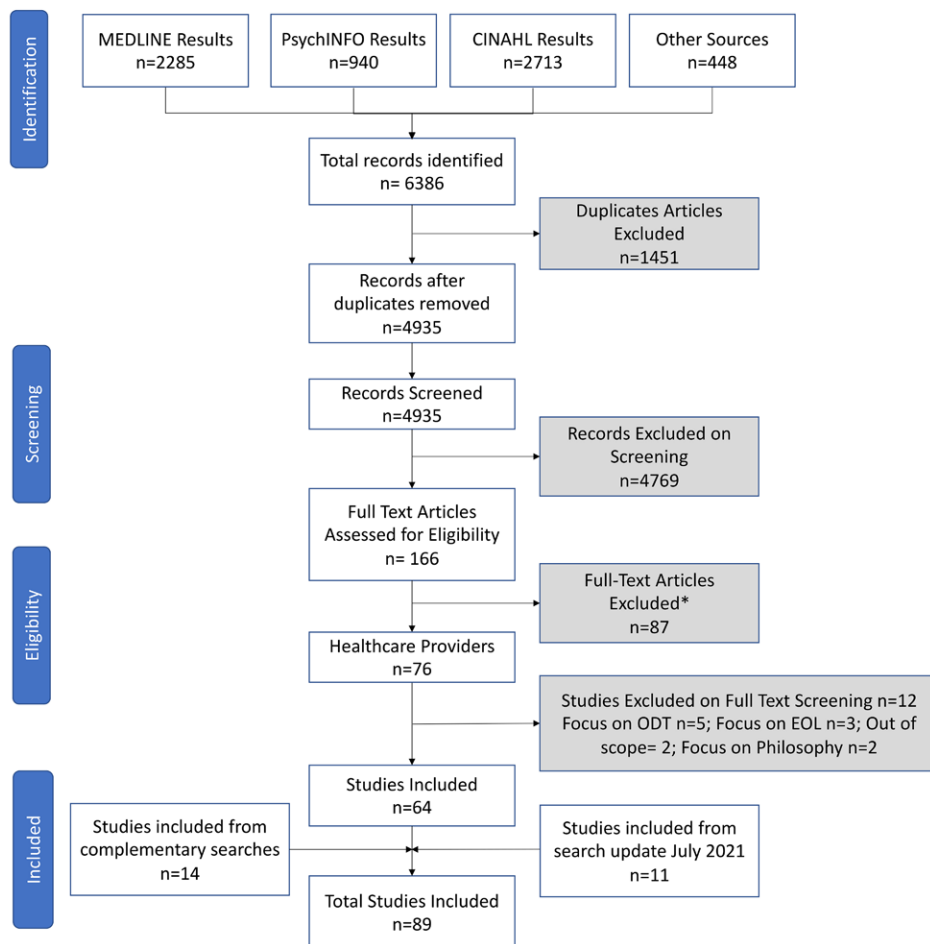 Identification
MEDLINE Results
n=2285
PsychINFO Results
n=940
CINAHL Results
n=2713
Other Sources
n=448
Total records identified
n= 6386
Duplicates Articles
Excluded
n=1451
Records after
duplicates removed
n=4935
Screening
Records Screened
n=4935
Records Excluded on
Screening
n=4769
Full Text Articles
Assessed for Eligibility
n= 166
Eligibility
Full-Text Articles
Excluded*
n=87
Healthcare Providers
n=76
Studies Excluded on Full Text Screening n=12
Focus on ODT n=5; Focus on EOL n=3; Out of
scope= 2; Focus on Philosophy n=2
Included
Studies Included
n=64
Studies included from
complementary searches
n=14
Studies included from
search update July 2021
n=11
Total Studies Included
n=89